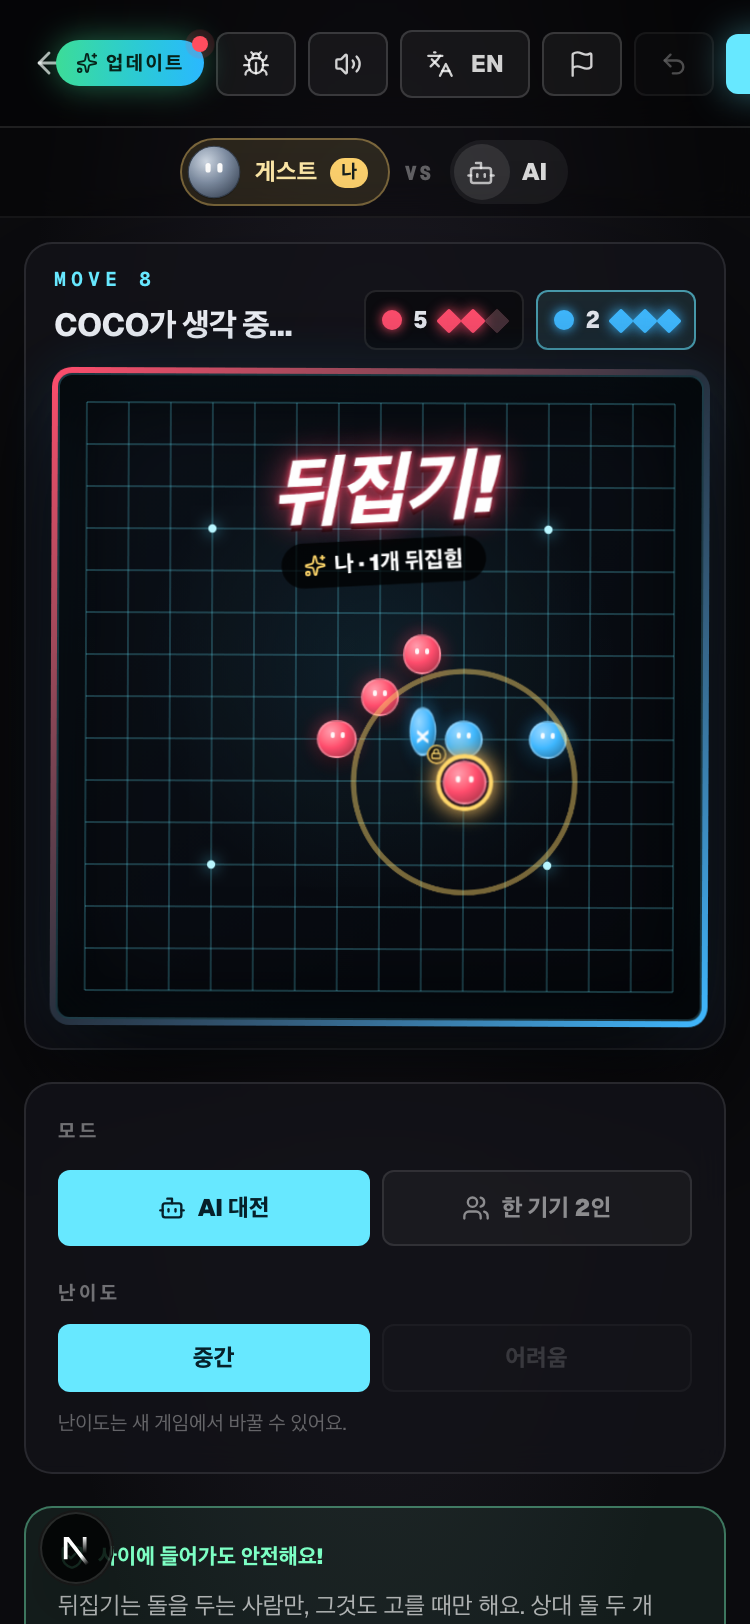 업데이트
EN
게스트 나 VS AI
MOVE 8
COCO가 생각 중...
5
2
뒤집기!
나 · 1개 뒤집힘
모드
AI 대전
한 기기 2인
난이도
중간
어려움
난이도는 새 게임에서 바꿀 수 있어요.
N
사이에 들어가도 안전해요!
뒤집기는 돌을 두는 사람만, 그것도 고를 때만 해요. 상대 돌 두 개